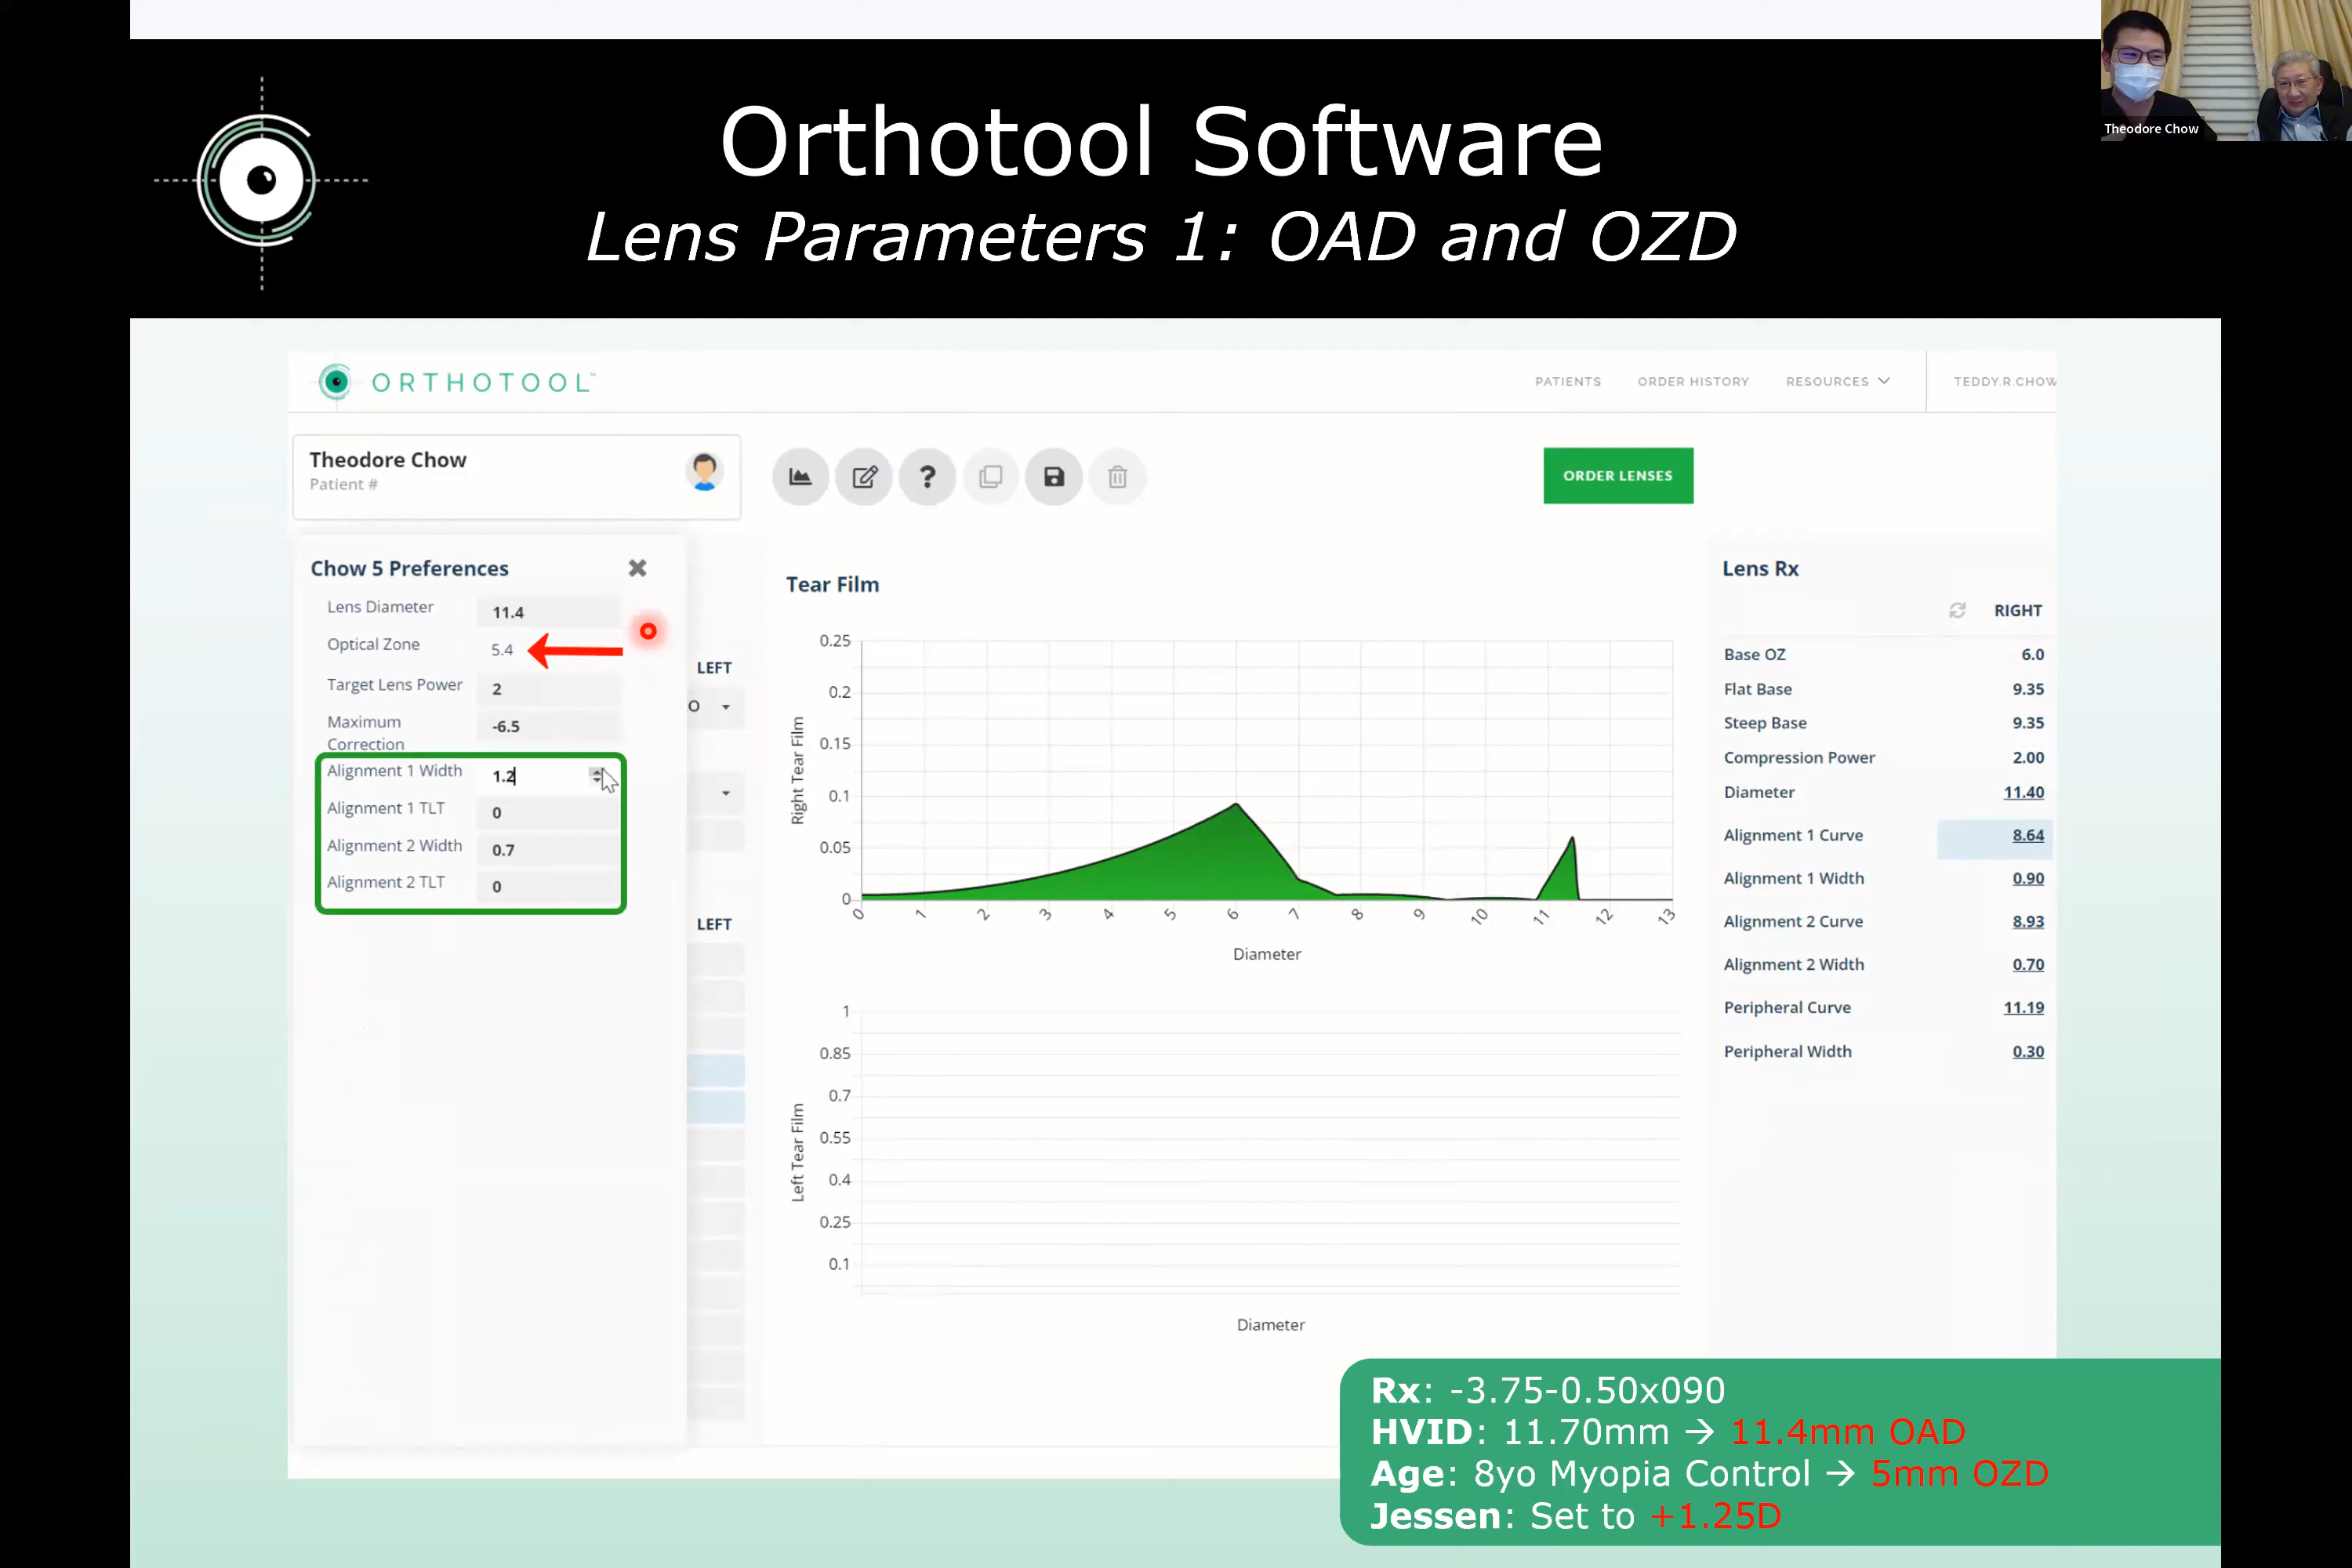 Orthotool Software
Lens Parameters 1: OAD and OZD
Theodore Chow
ORTHOTOOL™
PATIENTS
ORDER HISTORY
RESOURCES
TEDDY.R.CHOW
Theodore Chow
Patient #
?
ORDER LENSES
Chow 5 Preferences
Lens Diameter 11.4
Optical Zone 5.4
Target Lens Power 2
Maximum
Correction -6.5
Alignment 1 Width 1.2
Alignment 1 TLT 0
Alignment 2 Width 0.7
Alignment 2 TLT 0
LEFT
O
LEFT
Tear Film
Right Tear Film
0.25
0.2
0.15
0.1
0.05
0
0 1 2 3 4 5 6 7 8 9 10 11 12 13
Diameter
Left Tear Film
1
0.85
0.7
0.55
0.4
0.25
0.1
Diameter
Lens Rx
RIGHT
Base OZ 6.0
Flat Base 9.35
Steep Base 9.35
Compression Power 2.00
Diameter 11.40
Alignment 1 Curve 8.64
Alignment 1 Width 0.90
Alignment 2 Curve 8.93
Alignment 2 Width 0.70
Peripheral Curve 11.19
Peripheral Width 0.30
Rx: -3.75-0.50x090
HVID: 11.70mm → 11.4mm OAD
Age: 8yo Myopia Control → 5mm OZD
Jessen: Set to +1.25D